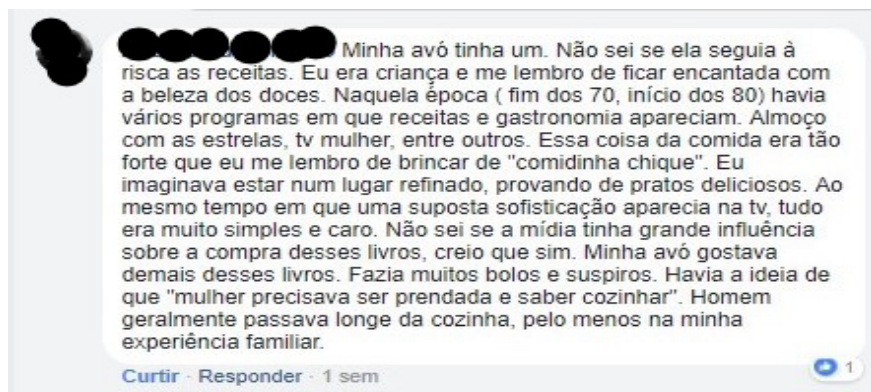 Minha avó tinha um. Não sei se ela seguia à
risca as receitas. Eu era criança e me lembro de ficar encantada com
a beleza dos doces. Naquela época ( fim dos 70, início dos 80) havia
vários programas em que receitas e gastronomia apareciam. Almoço
com as estrelas, tv mulher, entre outros. Essa coisa da comida era tão
forte que eu me lembro de brincar de "comidinha chique". Eu
imaginava estar num lugar refinado, provando de pratos deliciosos. Ao
mesmo tempo em que uma suposta sofisticação aparecia na tv, tudo
era muito simples e caro. Não sei se a mídia tinha grande influência
sobre a compra desses livros, creio que sim. Minha avó gostava
demais desses livros. Fazia muitos bolos e suspiros. Havia a ideia de
que "mulher precisava ser prendada e saber cozinhar". Homem
geralmente passava longe da cozinha, pelo menos na minha
experiência familiar.
Curtir · Responder · 1 sem
1